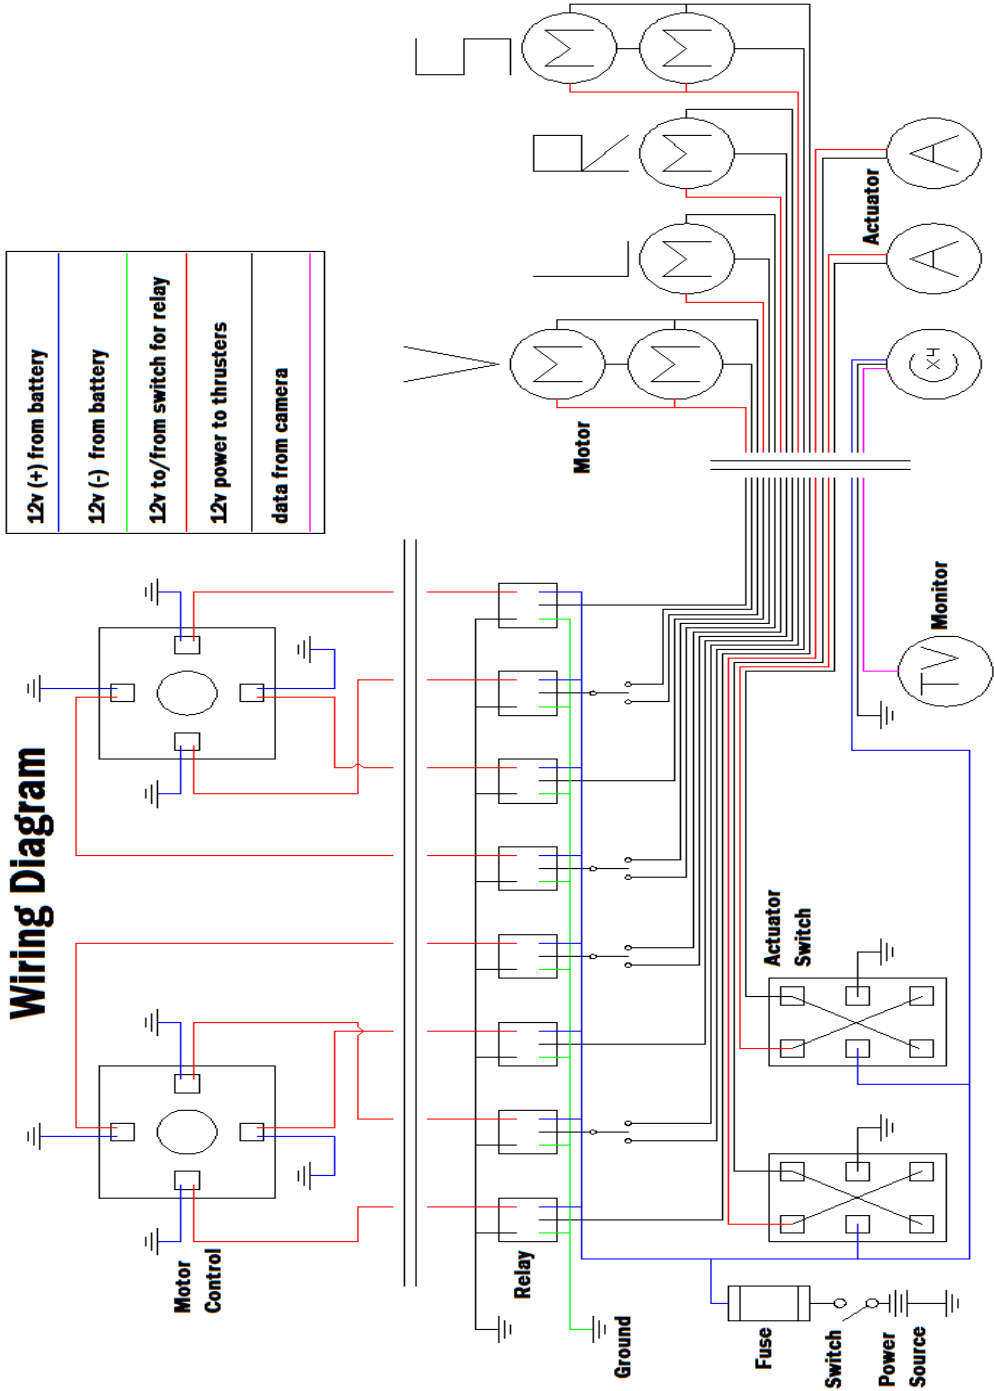 Wiring Diagram
12v (+) from battery
12v (-) from battery
12v to/from switch for relay
12v power to thrusters
data from camera
Motor
Control
Relay
Ground
V
L
R
S
M
M
M
M
M
M
Motor
Fuse
Switch
Power
Source
Actuator
Switch
Actuator
A
A
x4
TV
Monitor